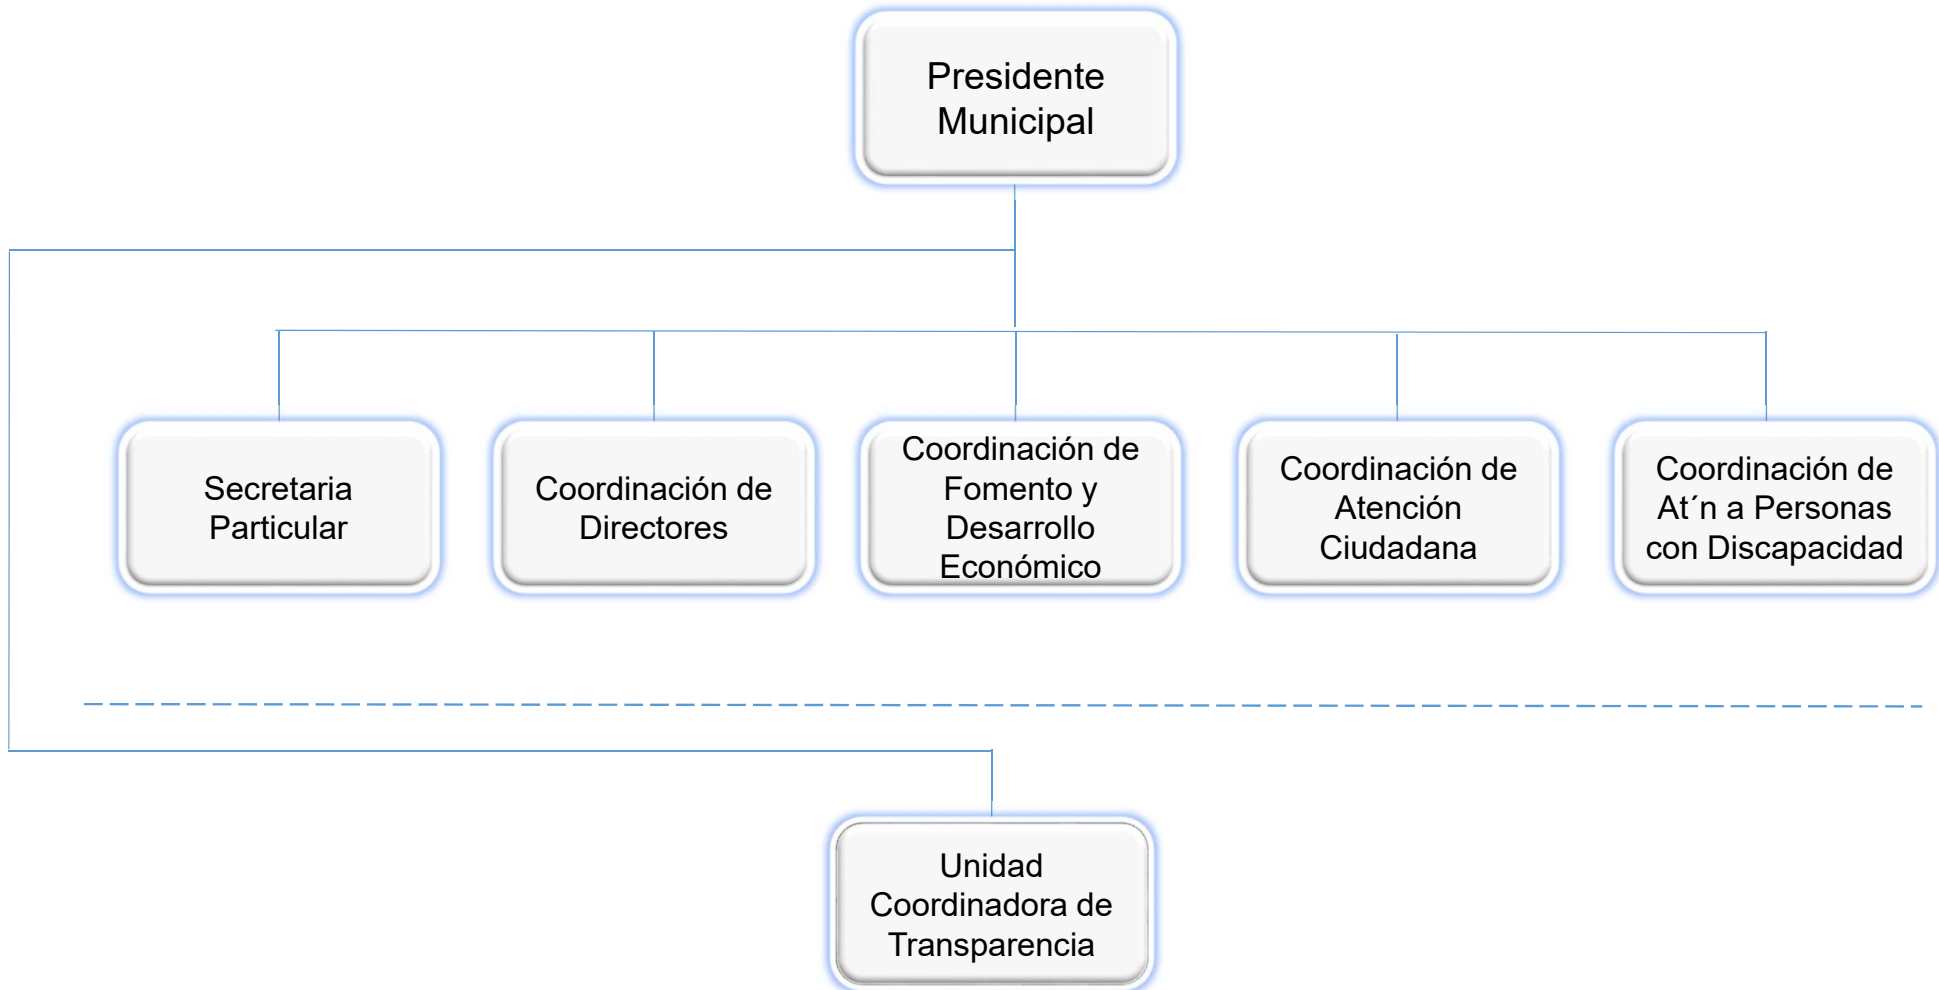 Presidente
Municipal
Secretaria
Particular
Coordinación de
Directores
Coordinación de
Fomento y
Desarrollo
Económico
Coordinación de
Atención
Ciudadana
Coordinación de
At´n a Personas
con Discapacidad
Unidad
Coordinadora de
Transparencia